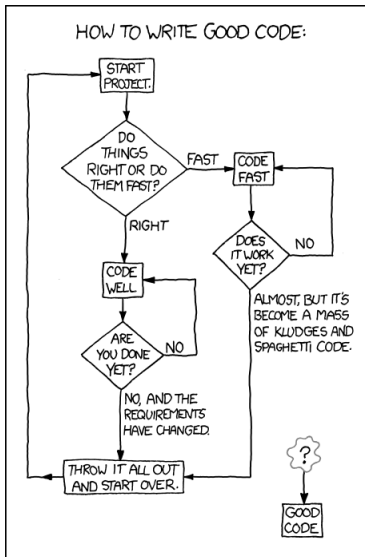 HOW TO WRITE GOOD CODE:
START
PROJECT.
DO
THINGS
RIGHT OR DO
THEM FAST?
FAST
CODE
FAST
RIGHT
DOES
IT WORK
YET?
NO
CODE
WELL
ALMOST, BUT IT'S
BECOME A MASS
OF KLUDGES AND
SPAGHETTI CODE.
ARE
YOU DONE
YET?
NO
NO, AND THE
REQUIREMENTS
HAVE CHANGED.
THROW IT ALL OUT
AND START OVER.
?
GOOD
CODE